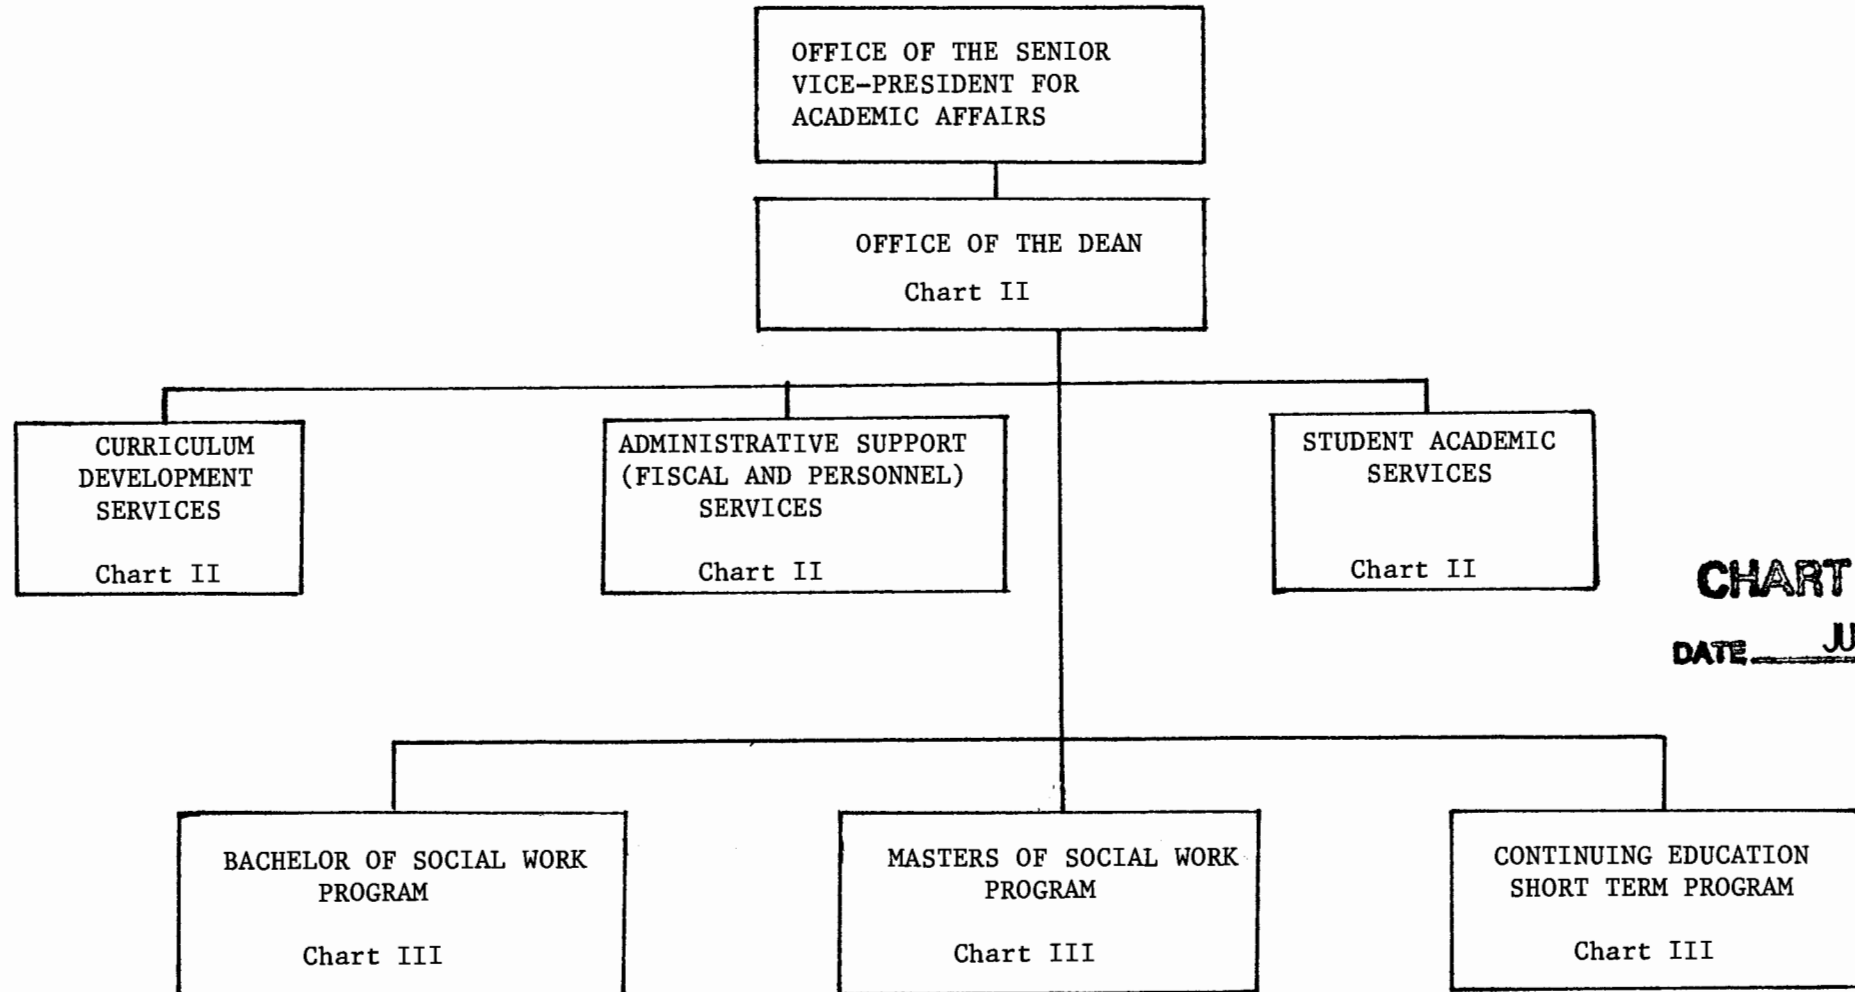 OFFICE OF THE SENIOR
VICE-PRESIDENT FOR
ACADEMIC AFFAIRS
OFFICE OF THE DEAN
Chart II
CURRICULUM
DEVELOPMENT
SERVICES
Chart II
ADMINISTRATIVE SUPPORT
(FISCAL AND PERSONNEL)
SERVICES
Chart II
STUDENT ACADEMIC
SERVICES
Chart II
CHART
DATE
BACHELOR OF SOCIAL WORK
PROGRAM
Chart III
MASTERS OF SOCIAL WORK
PROGRAM
Chart III
CONTINUING EDUCATION
SHORT TERM PROGRAM
Chart III